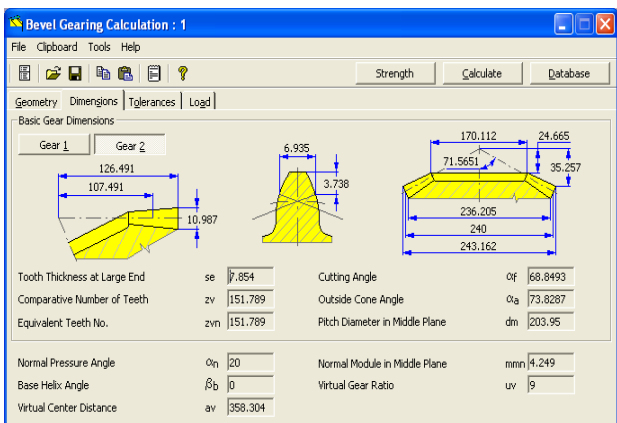 Bevel Gearing Calculation : 1
File Clipboard Tools Help
Strength Calculate Database
Geometry Dimensions Tolerances Load
Basic Gear Dimensions
Gear 1 Gear 2
126.491
107.491
10.987
6.935
3.738
170.112 24.665
71.5651 35.257
236.205
240
243.162
Tooth Thickness at Large End se 7.854 Cutting Angle αf 68.8493
Comparative Number of Teeth zv 151.789 Outside Cone Angle αa 73.8287
Equivalent Teeth No. zvn 151.789 Pitch Diameter in Middle Plane dm 203.95
Normal Pressure Angle αn 20 Normal Module in Middle Plane mmn 4.249
Base Helix Angle βb 0 Virtual Gear Ratio uv 9
Virtual Center Distance av 358.304